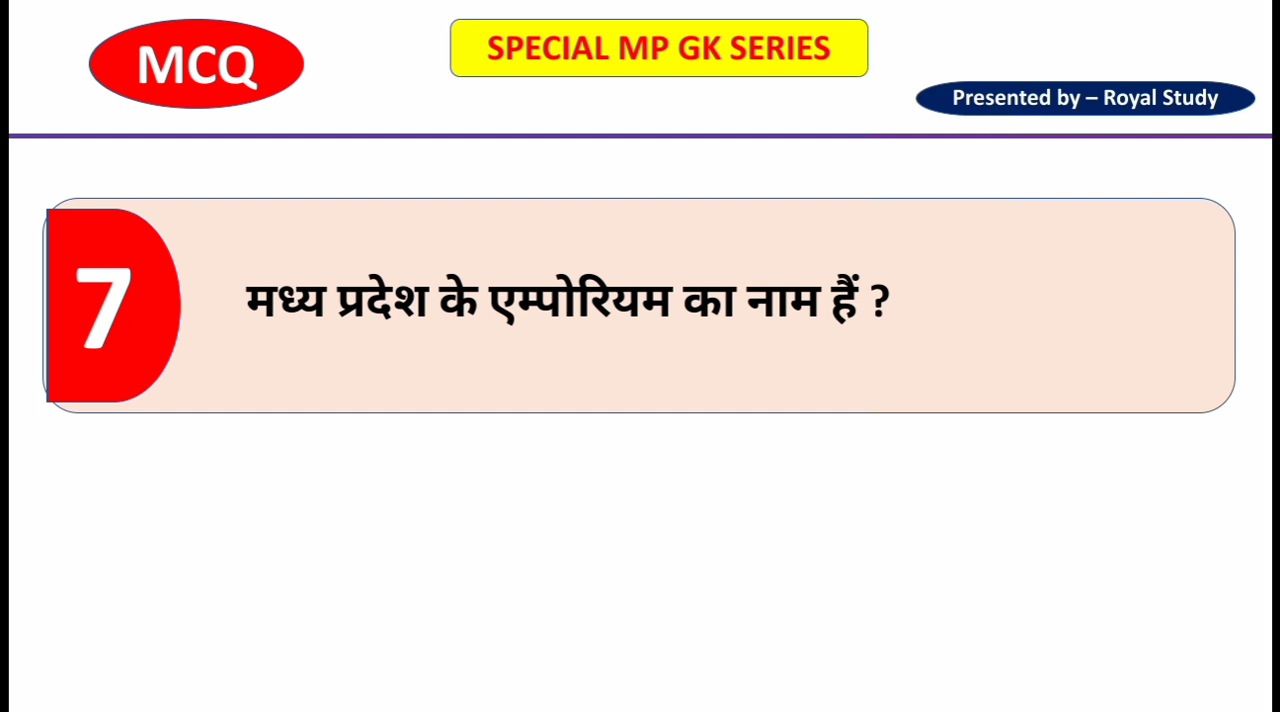 MCQ
SPECIAL MP GK SERIES
Presented by – Royal Study
7
मध्य प्रदेश के एम्पोरियम का नाम हैं ?